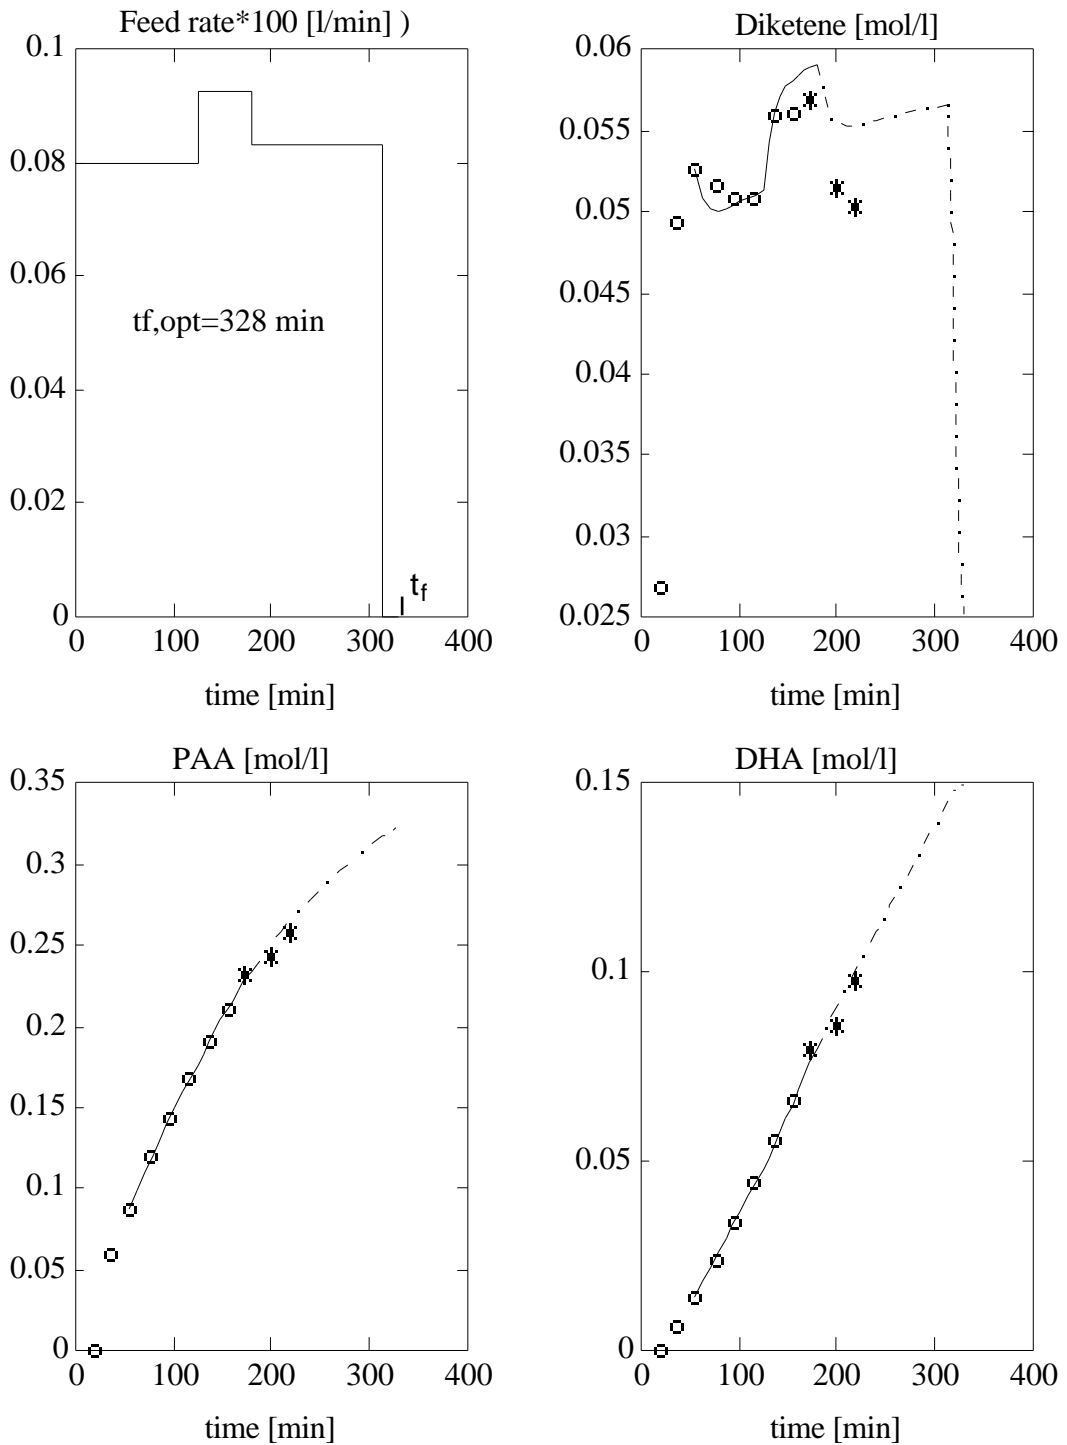 Feed rate*100 [l/min] )
0.1
0.08
0.06
0.04
0.02
0
tf,opt=328 min
tf
0 100 200 300 400
time [min]
Diketene [mol/l]
0.06
0.055
0.05
0.045
0.04
0.035
0.03
0.025
0 100 200 300 400
time [min]
PAA [mol/l]
0.35
0.3
0.25
0.2
0.15
0.1
0.05
0
0 100 200 300 400
time [min]
DHA [mol/l]
0.15
0.1
0.05
0
0 100 200 300 400
time [min]